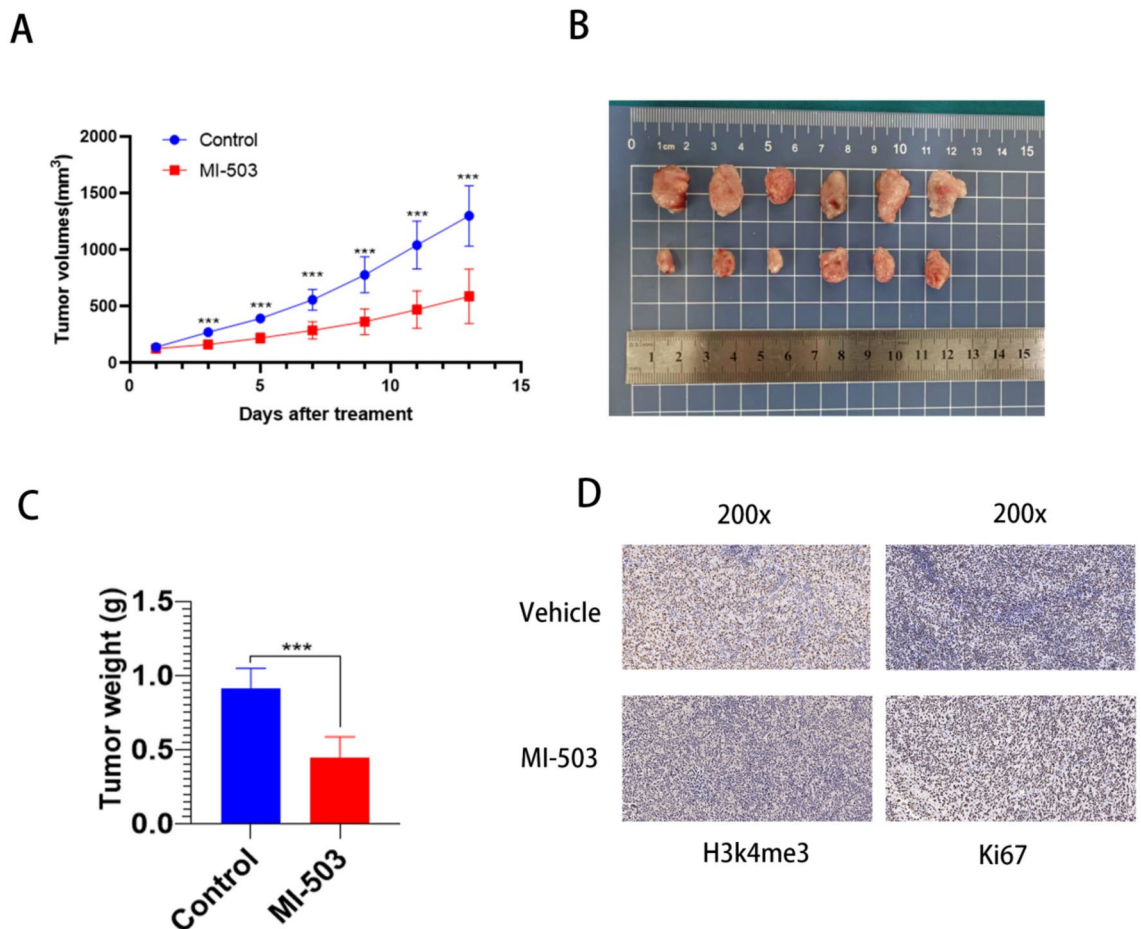 A
B
2000
1500
1000
500
0
Tumor volumes(mm³)
Control
MI-503
***
***
***
***
***
***
0
5
10
15
Days after treament
0 1cm 2 3 4 5 6 7 8 9 10 11 12 13 14 15
1 2 3 4 5 6 7 8 9 10 11 12 13 14 15
C
1.5
1.0
0.5
0.0
Tumor weight (g)
***
Control
MI-503
D
200x 200x
Vehicle
MI-503
H3k4me3 Ki67